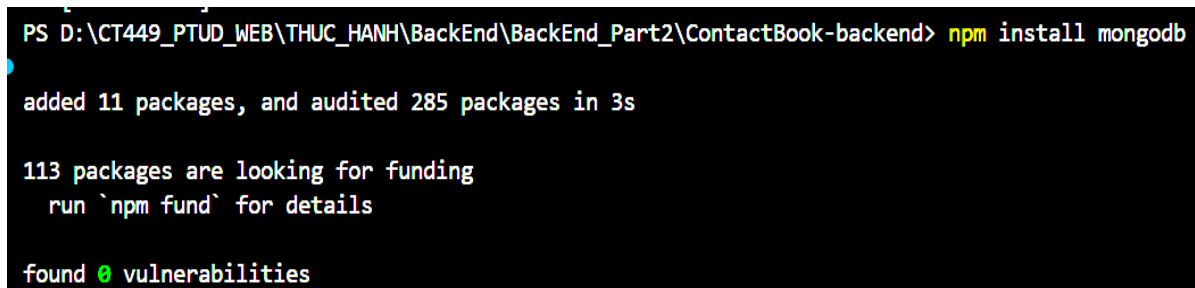 PS D:\CT449_PTUD_WEB\THUC_HANH\BackEnd\BackEnd_Part2\ContactBook-backend> npm install mongodb
added 11 packages, and audited 285 packages in 3s
113 packages are looking for funding
run `npm fund` for details
found 0 vulnerabilities